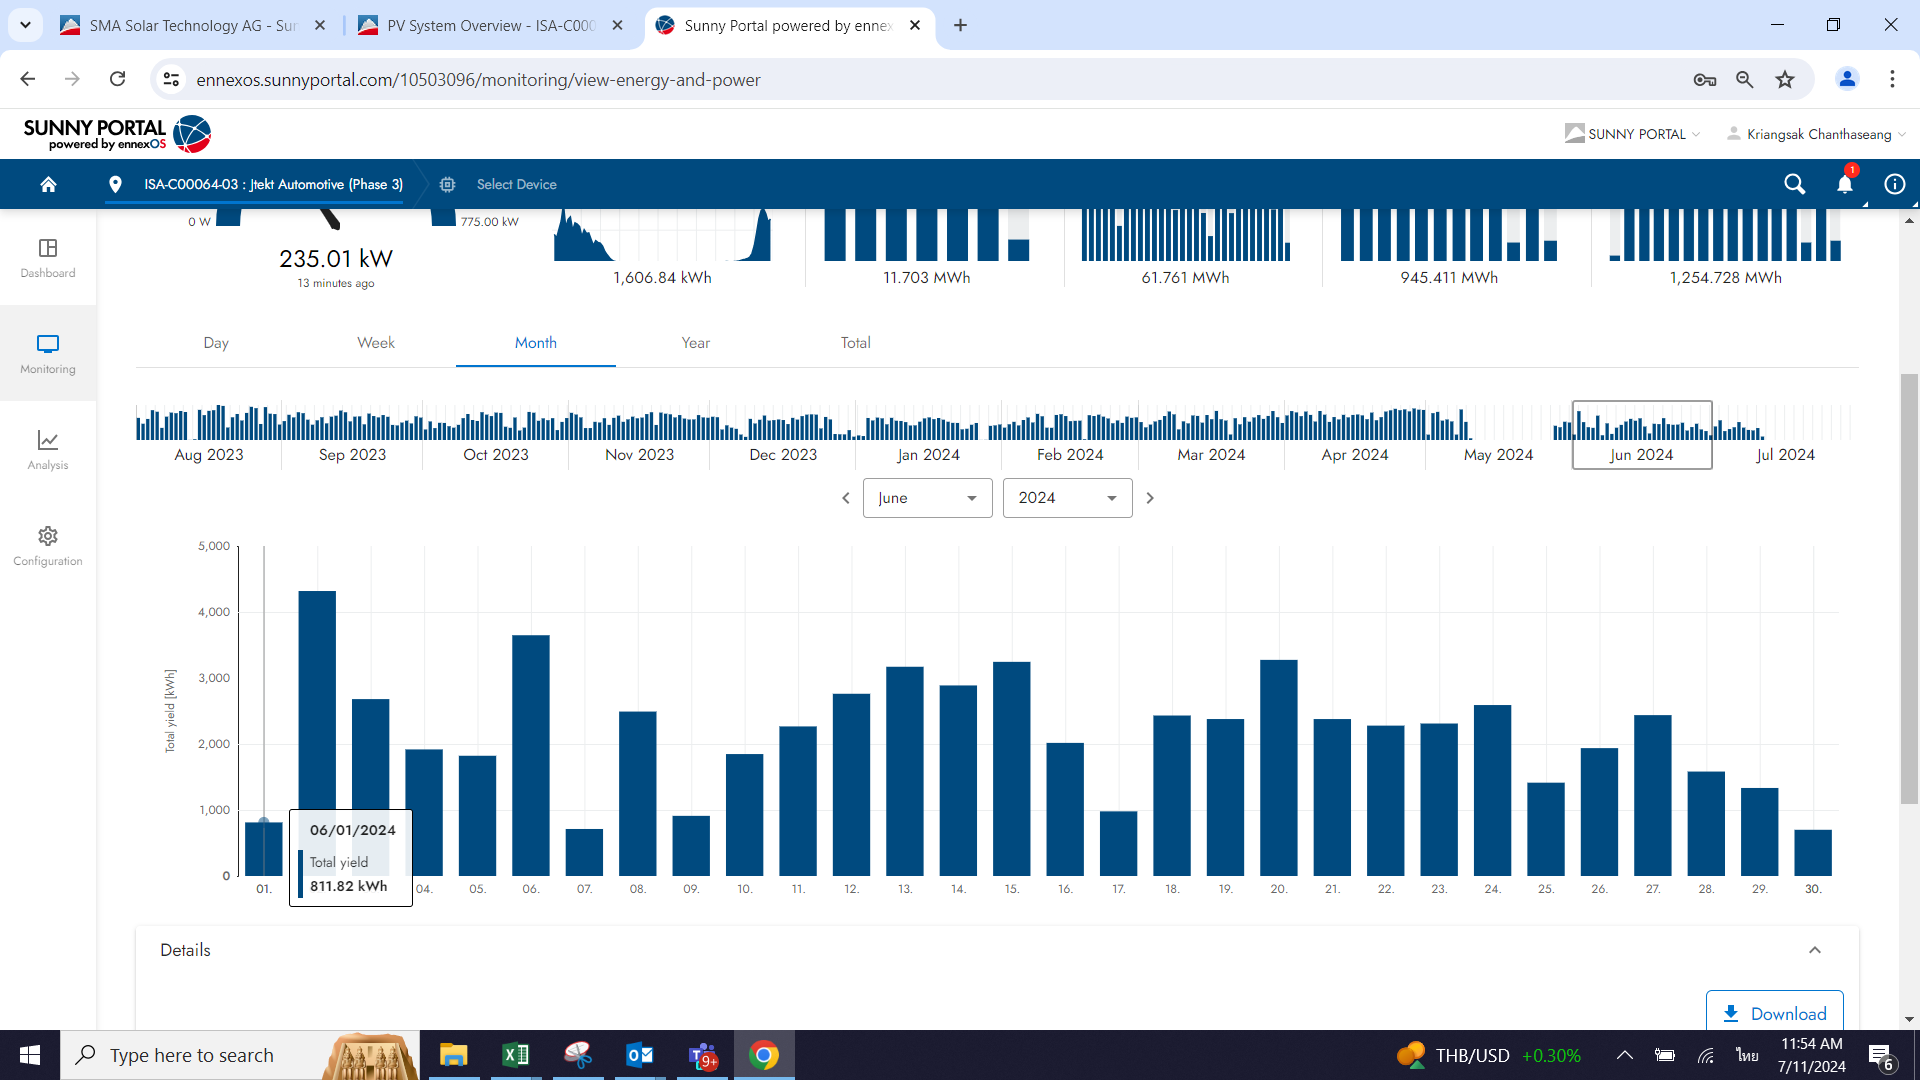 SMA Solar Technology AG - Sun
PV System Overview - ISA-C000
Sunny Portal powered by ennex
ennexos.sunnyportal.com/10503096/monitoring/view-energy-and-power
SUNNY PORTAL
powered by ennexOS
SUNNY PORTAL
Kriangsak Chanthaseang
ISA-C00064-03 : Jtekt Automotive (Phase 3)
Select Device
1
Dashboard
Monitoring
Analysis
Configuration
0 W
775.00 kW
235.01 kW
13 minutes ago
1,606.84 kWh
11.703 MWh
61.761 MWh
945.411 MWh
1,254.728 MWh
Day
Week
Month
Year
Total
Aug 2023
Sep 2023
Oct 2023
Nov 2023
Dec 2023
Jan 2024
Feb 2024
Mar 2024
Apr 2024
May 2024
Jun 2024
Jul 2024
June
2024
Total yield [kWh]
5,000
4,000
3,000
2,000
1,000
0
01.
04.
05.
06.
07.
08.
09.
10.
11.
12.
13.
14.
15.
16.
17.
18.
19.
20.
21.
22.
23.
24.
25.
26.
27.
28.
29.
30.
06/01/2024
Total yield
811.82 kWh
Details
Download
Type here to search
9+
THB/USD
+0.30%
ไทย
11:54 AM
7/11/2024
6